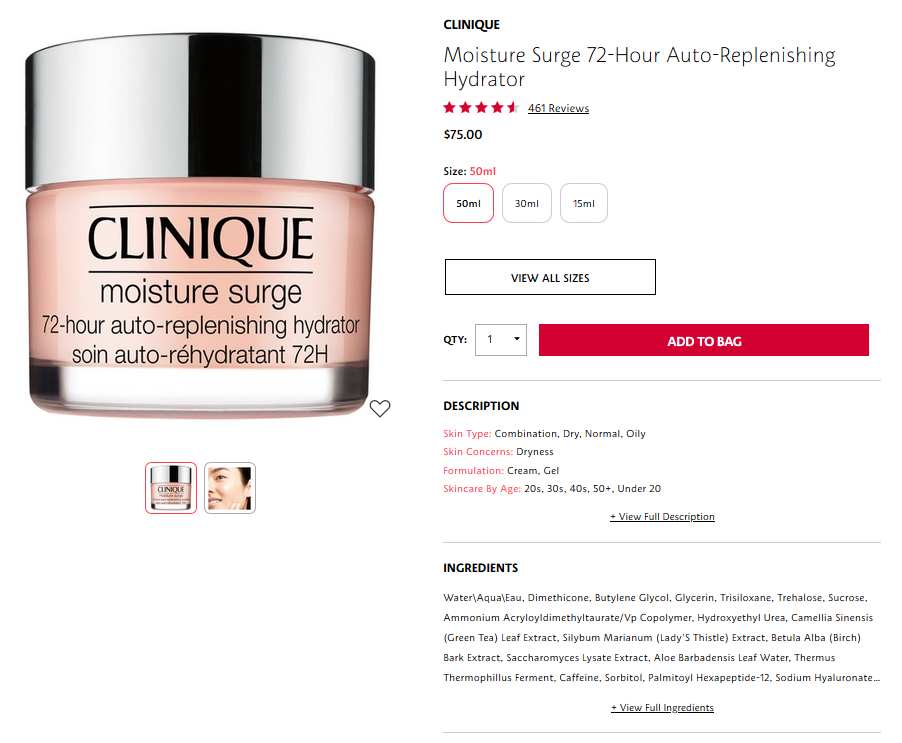 CLINIQUE
moisture surge
72-hour auto-replenishing hydrator
soin auto-réhydratant 72H
CLINIQUE
CLINIQUE
Moisture Surge 72-Hour Auto-Replenishing
Hydrator
461 Reviews
$75.00
Size: 50ml
50ml 30ml 15ml
VIEW ALL SIZES
QTY: 1 ADD TO BAG
DESCRIPTION
Skin Type: Combination, Dry, Normal, Oily
Skin Concerns: Dryness
Formulation: Cream, Gel
Skincare By Age: 20s, 30s, 40s, 50+, Under 20
+ View Full Description
INGREDIENTS
Water\Aqua\Eau, Dimethicone, Butylene Glycol, Glycerin, Trisiloxane, Trehalose, Sucrose,
Ammonium Acryloyldimethyltaurate/Vp Copolymer, Hydroxyethyl Urea, Camellia Sinensis
(Green Tea) Leaf Extract, Silybum Marianum (Lady'S Thistle) Extract, Betula Alba (Birch)
Bark Extract, Saccharomyces Lysate Extract, Aloe Barbadensis Leaf Water, Thermus
Thermophillus Ferment, Caffeine, Sorbitol, Palmitoyl Hexapeptide-12, Sodium Hyaluronate...
+ View Full Ingredients